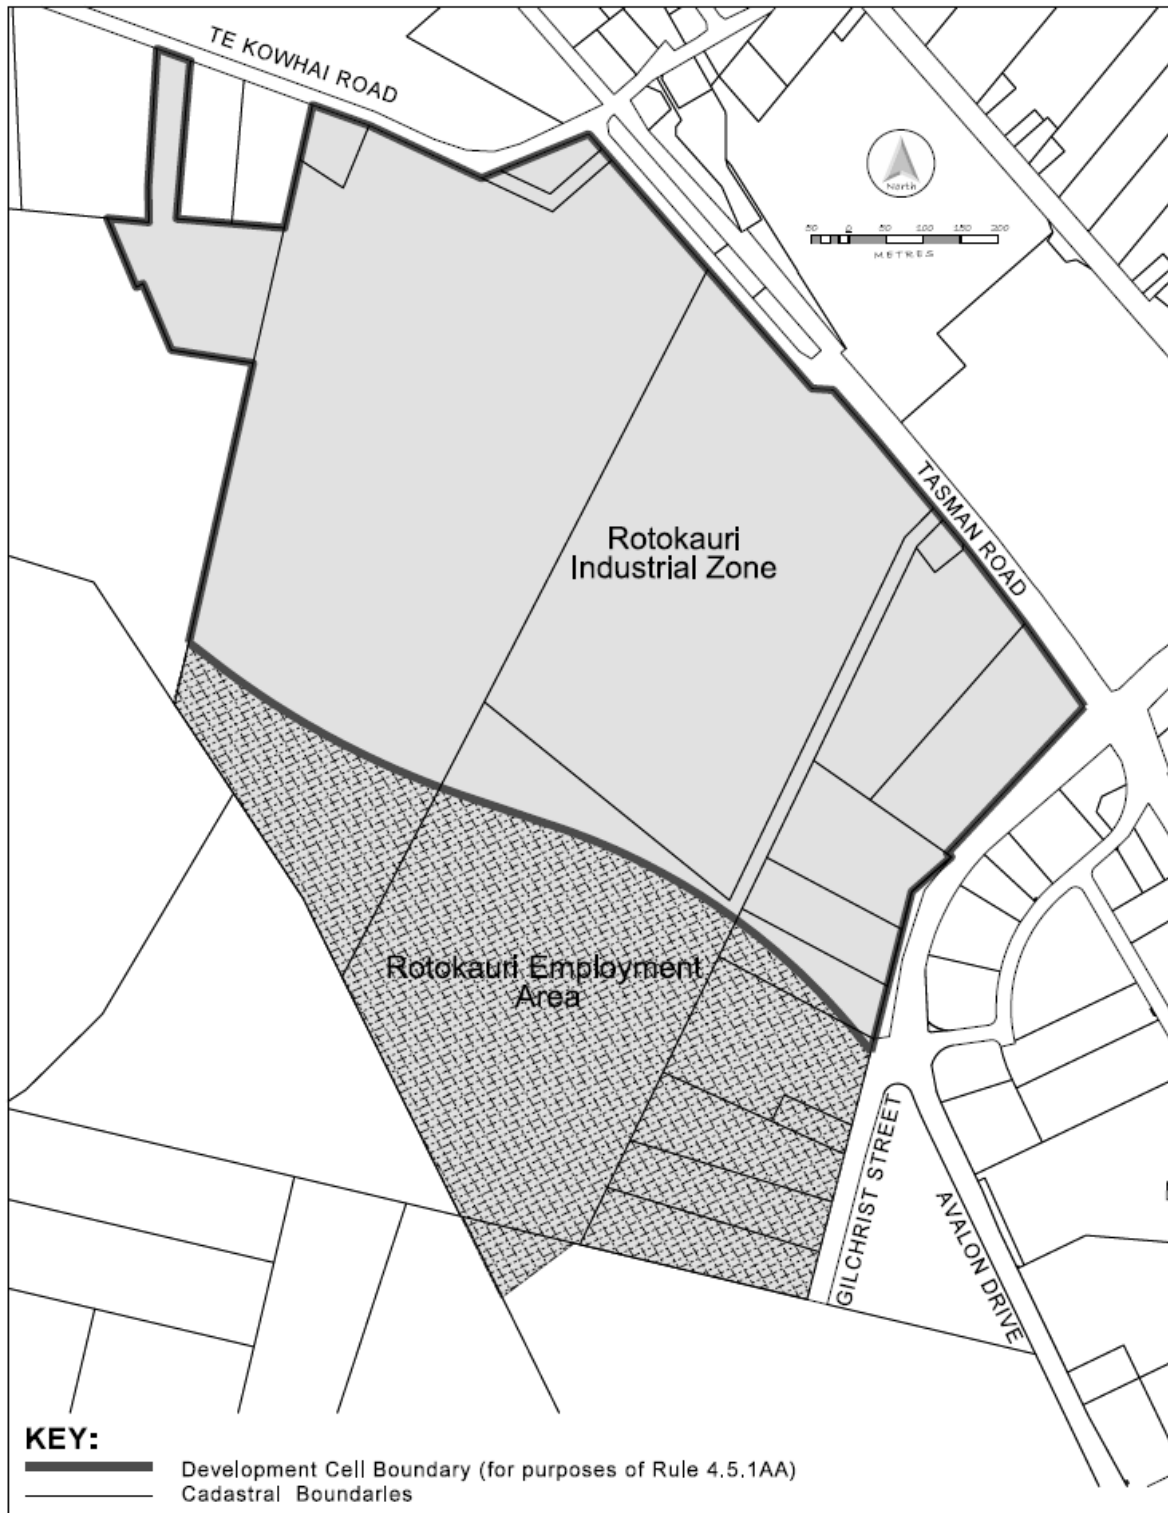 TE KOWHAI ROAD
North
50 0 50 100 150 200
METRES
TASMAN ROAD
Rotokauri
Industrial Zone
Rotokauri Employment
Area
GILCHRIST STREET
AVALON DRIVE
KEY:
Development Cell Boundary (for purposes of Rule 4.5.1AA)
Cadastral Boundaries